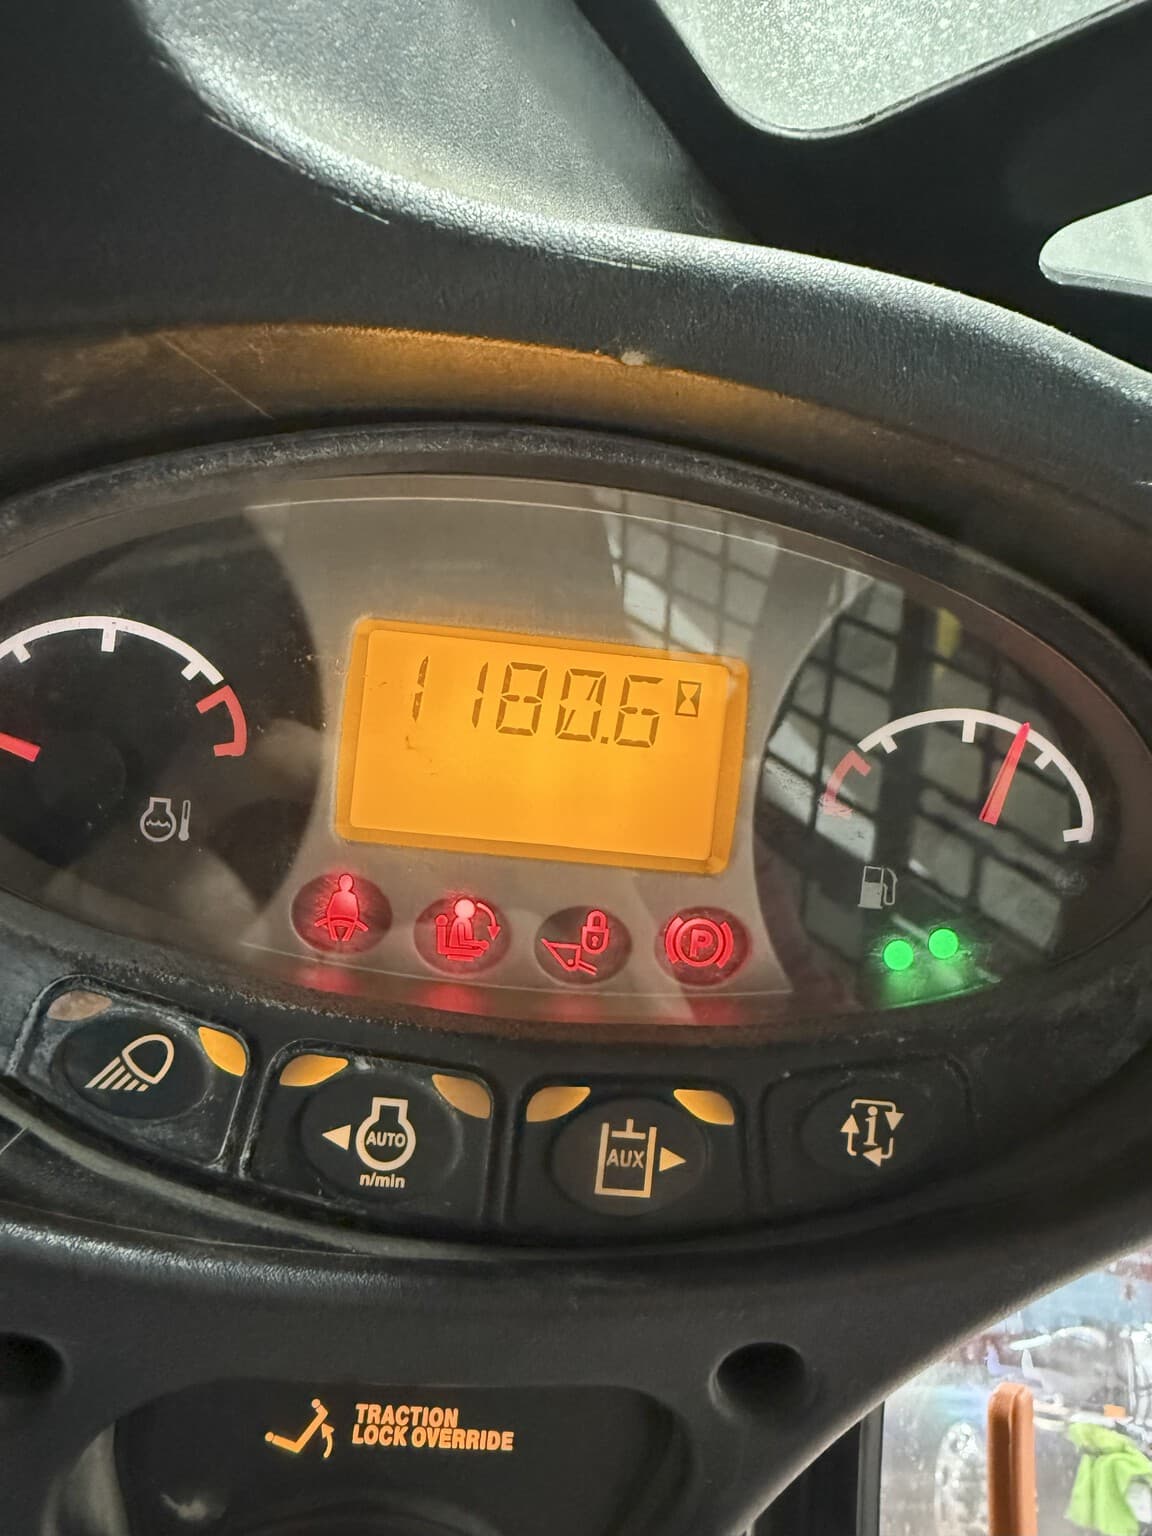 1180.6
P
AUTO
n/min
AUX
i
TRACTION
LOCK OVERRIDE